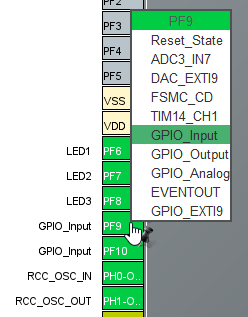 PF2
PF3
PF4
PF5
VSS
VDD
LED1 PF6
LED2 PF7
LED3 PF8
GPIO_Input PF9
GPIO_Input PF10
RCC_OSC_IN PH0-O..
RCC_OSC_OUT PH1-O..
PF9
Reset_State
ADC3_IN7
DAC_EXTI9
FSMC_CD
TIM14_CH1
GPIO_Input
GPIO_Output
GPIO_Analog
EVENTOUT
GPIO_EXTI9